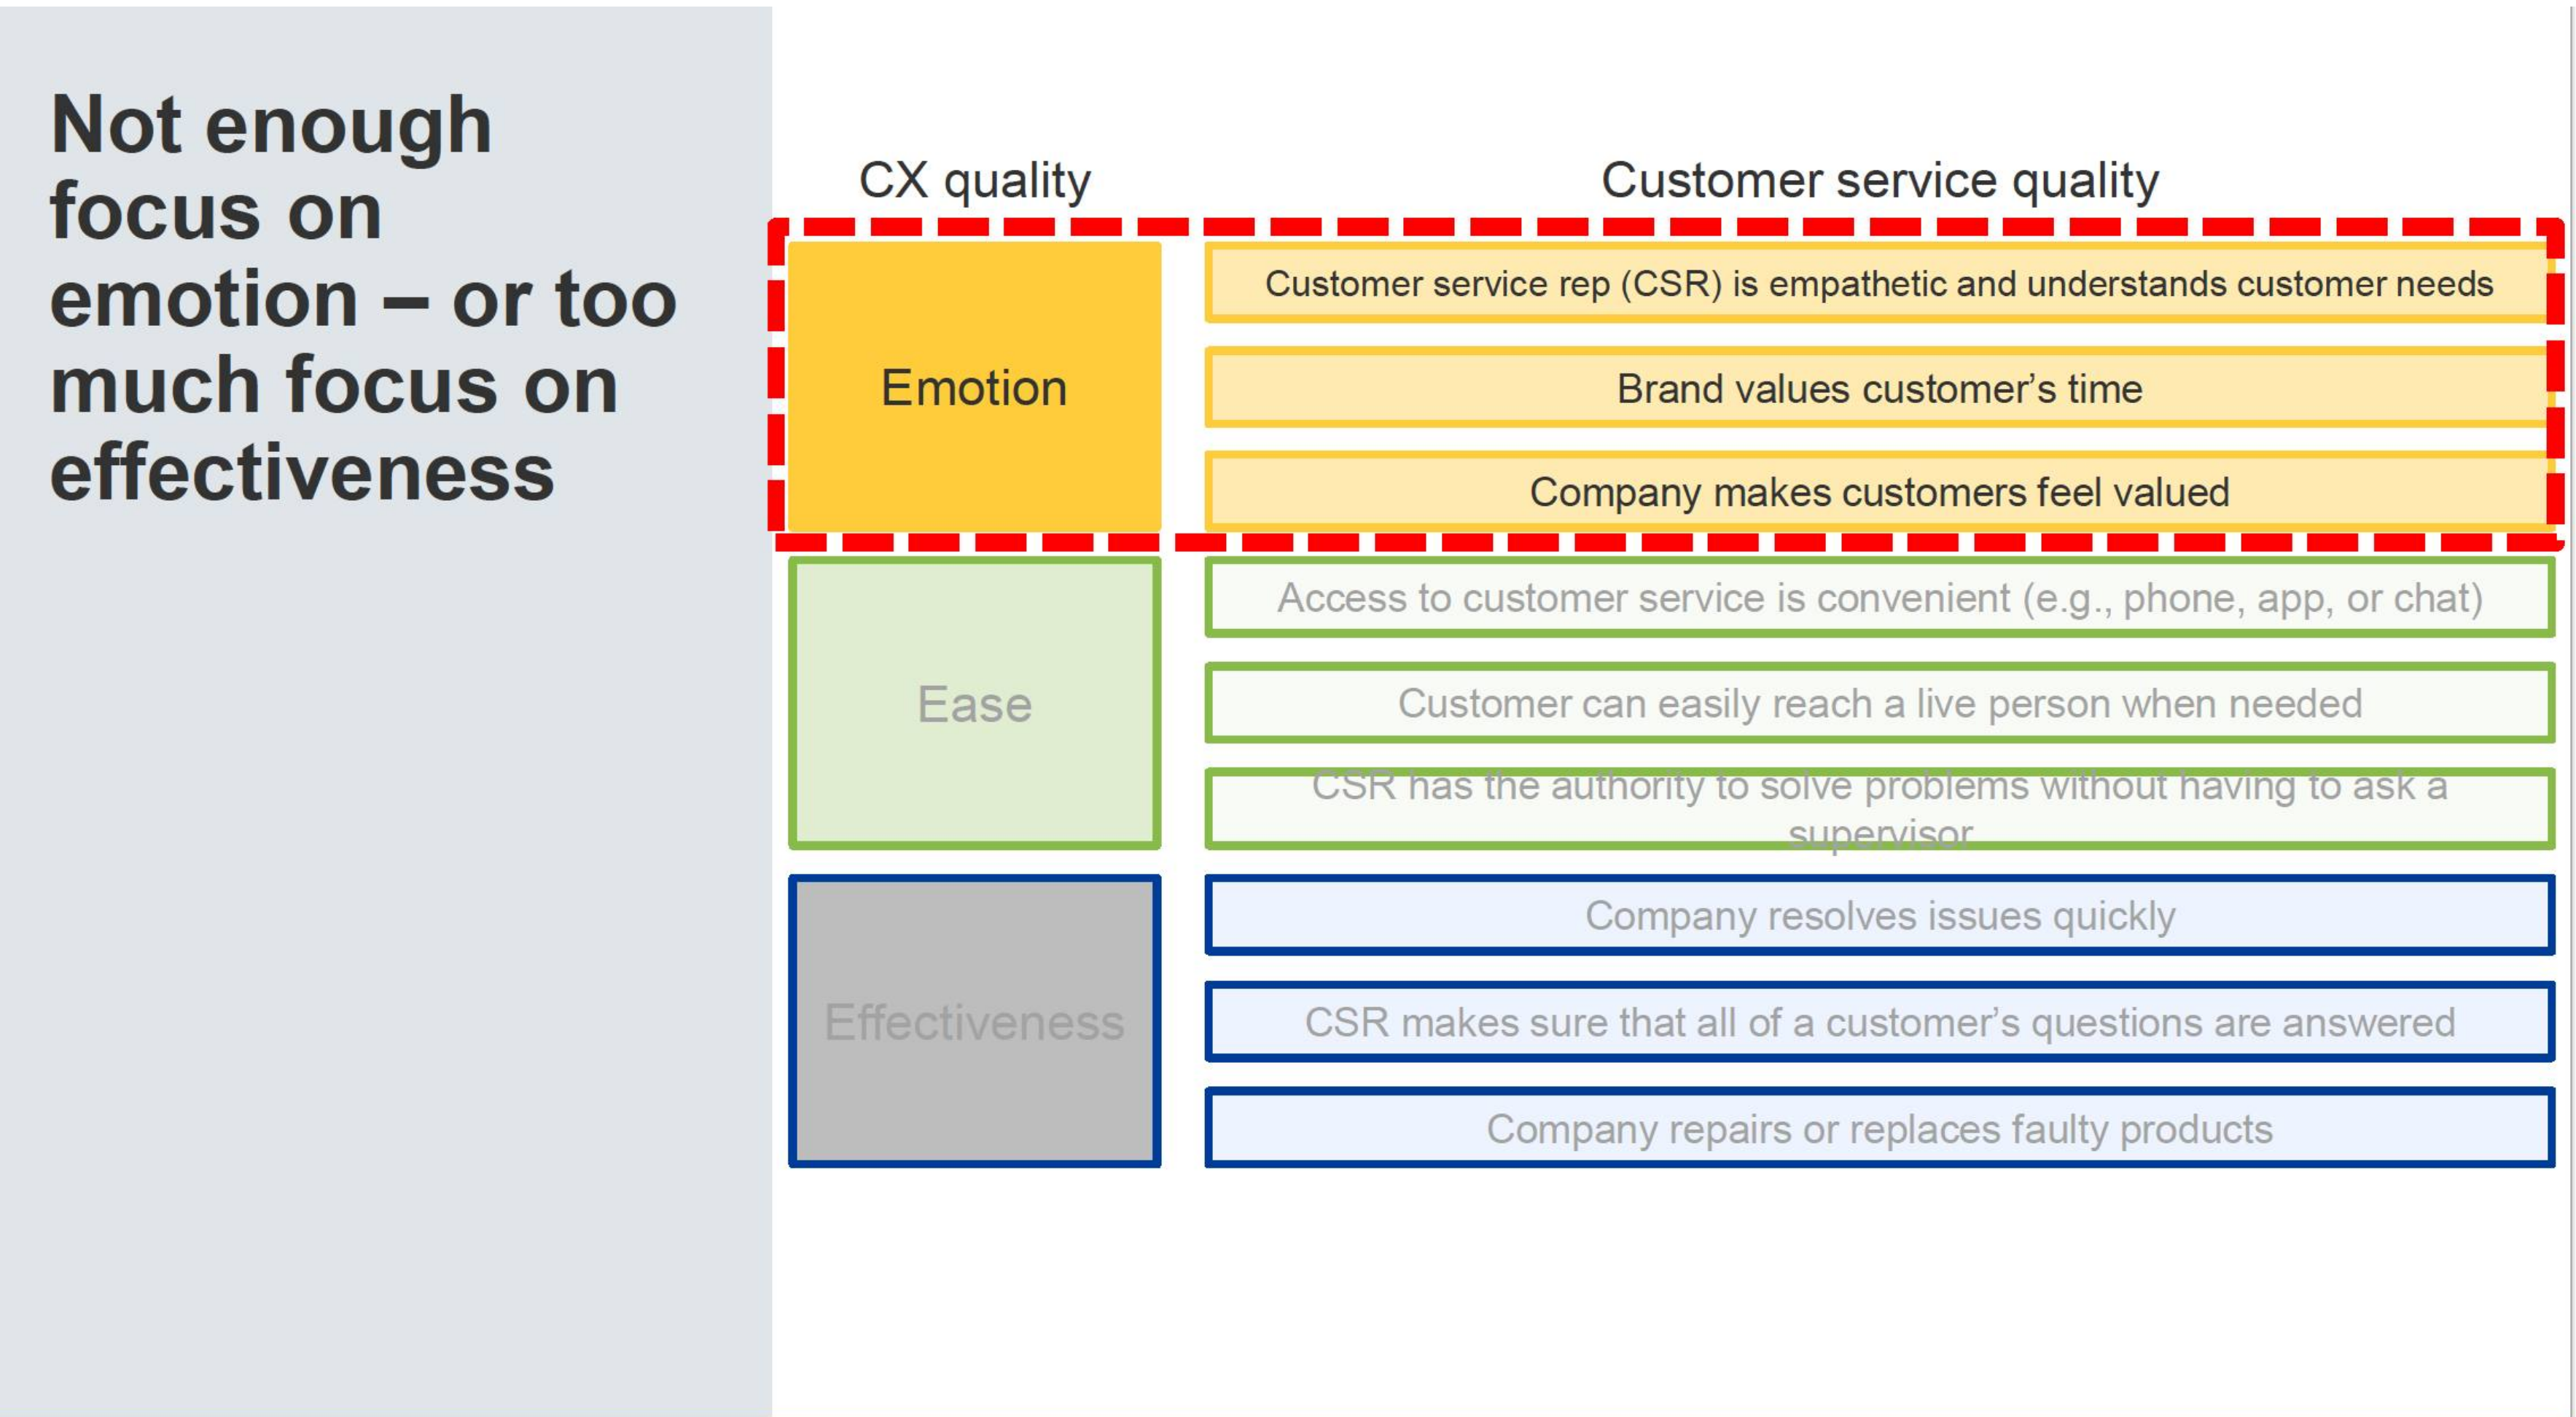 Not enough
focus on
emotion – or too
much focus on
effectiveness
CX quality
Customer service quality
Emotion
Customer service rep (CSR) is empathetic and understands customer needs
Brand values customer’s time
Company makes customers feel valued
Ease
Access to customer service is convenient (e.g., phone, app, or chat)
Customer can easily reach a live person when needed
CSR has the authority to solve problems without having to ask a
supervisor
Effectiveness
Company resolves issues quickly
CSR makes sure that all of a customer’s questions are answered
Company repairs or replaces faulty products